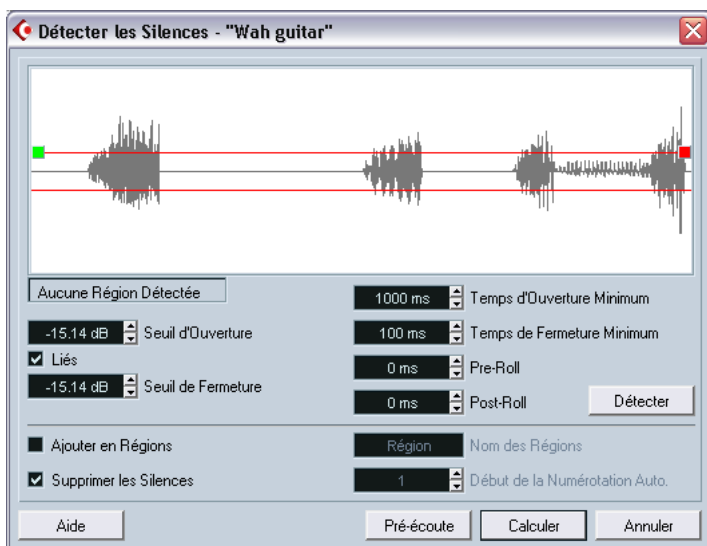 Détecter les Silences - "Wah guitar"
Aucune Région Détectée
-15.14 dB Seuil d'Ouverture
Liés
-15.14 dB Seuil de Fermeture
1000 ms Temps d'Ouverture Minimum
100 ms Temps de Fermeture Minimum
0 ms Pre-Roll
0 ms Post-Roll
Détecter
Ajouter en Régions
Région Nom des Régions
Supprimer les Silences
1 Début de la Numérotation Auto.
Aide
Pré-écoute
Calculer
Annuler